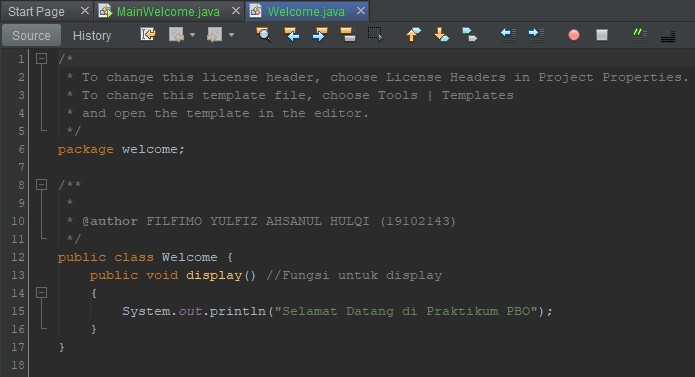 Start Page MainWelcome.java Welcome.java
Source History
1 /*
2 * To change this license header, choose License Headers in Project Properties.
3 * To change this template file, choose Tools | Templates
4 * and open the template in the editor.
5 */
6 package welcome;
7
8 /**
9 *
10 * @author FILFIMO YULFIZ AHSANUL HULQI (19102143)
11 */
12 public class Welcome {
13 public void display() //Fungsi untuk display
14 {
15 System.out.println("Selamat Datang di Praktikum PBO");
16 }
17 }
18